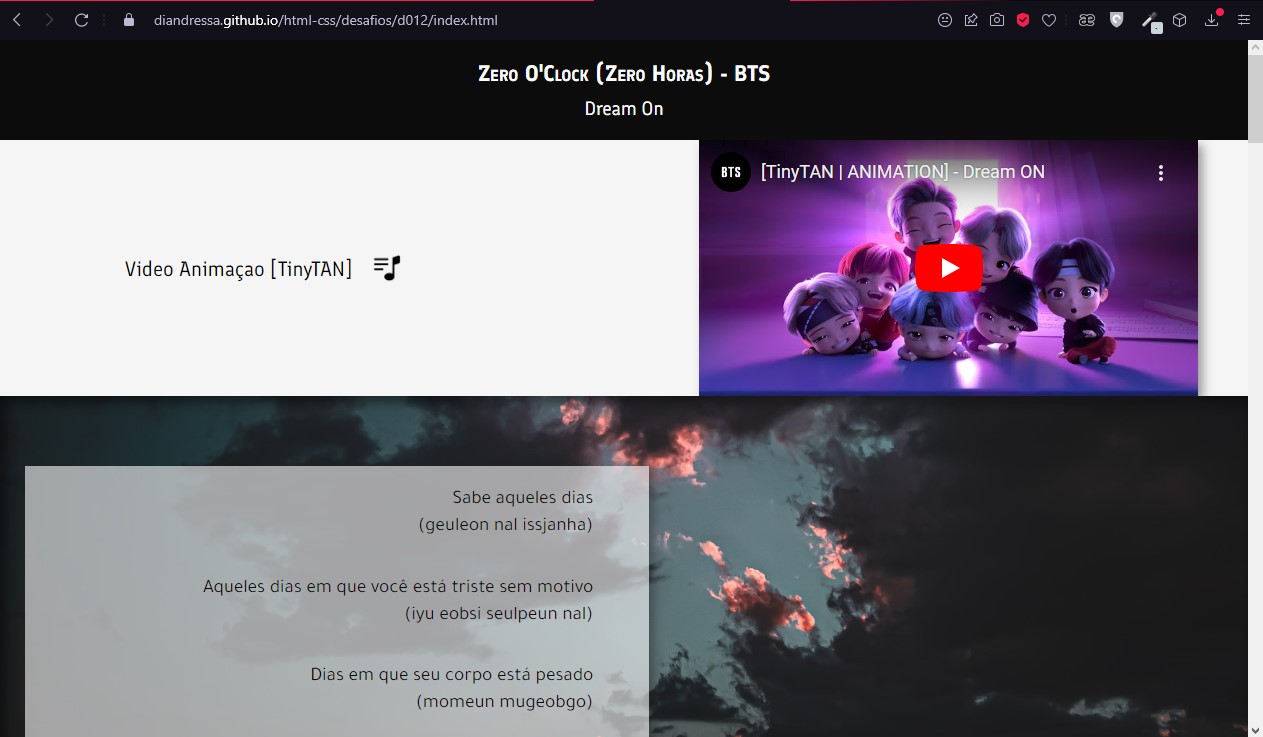 diandressa.github.io/html-css/desafios/d012/index.html
Zero O'Clock (Zero Horas) - BTS
Dream On
Video Animaçao [TinyTAN]
BTS
[TinyTAN | ANIMATION] - Dream ON
Sabe aqueles dias
(geuleon nal issjanha)
Aqueles dias em que você está triste sem motivo
(iyu eobsi seulpeun nal)
Dias em que seu corpo está pesado
(momeun mugeobgo)